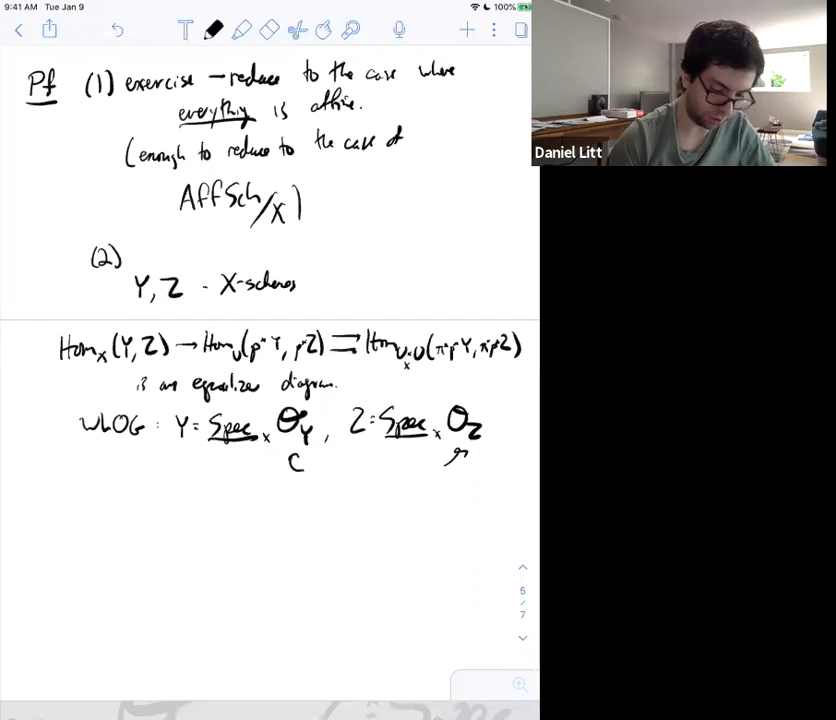 9:41 AM Tue Jan 9
100%
Daniel Litt
Pf (1) exercise - reduce to the case where
everything is affine.
(enough to reduce to the case of
AffSch/X)
(2)
Y, Z - X-schemes
Hom_X(Y, Z) → Hom_U(p*Y, p*Z) ⇉ Hom_{U×_X U}(π*p*Y, π*p*Z)
is an equalizer diagram.
WLOG: Y = Spec_X O_Y, Z = Spec_X O_Z
5
/
7